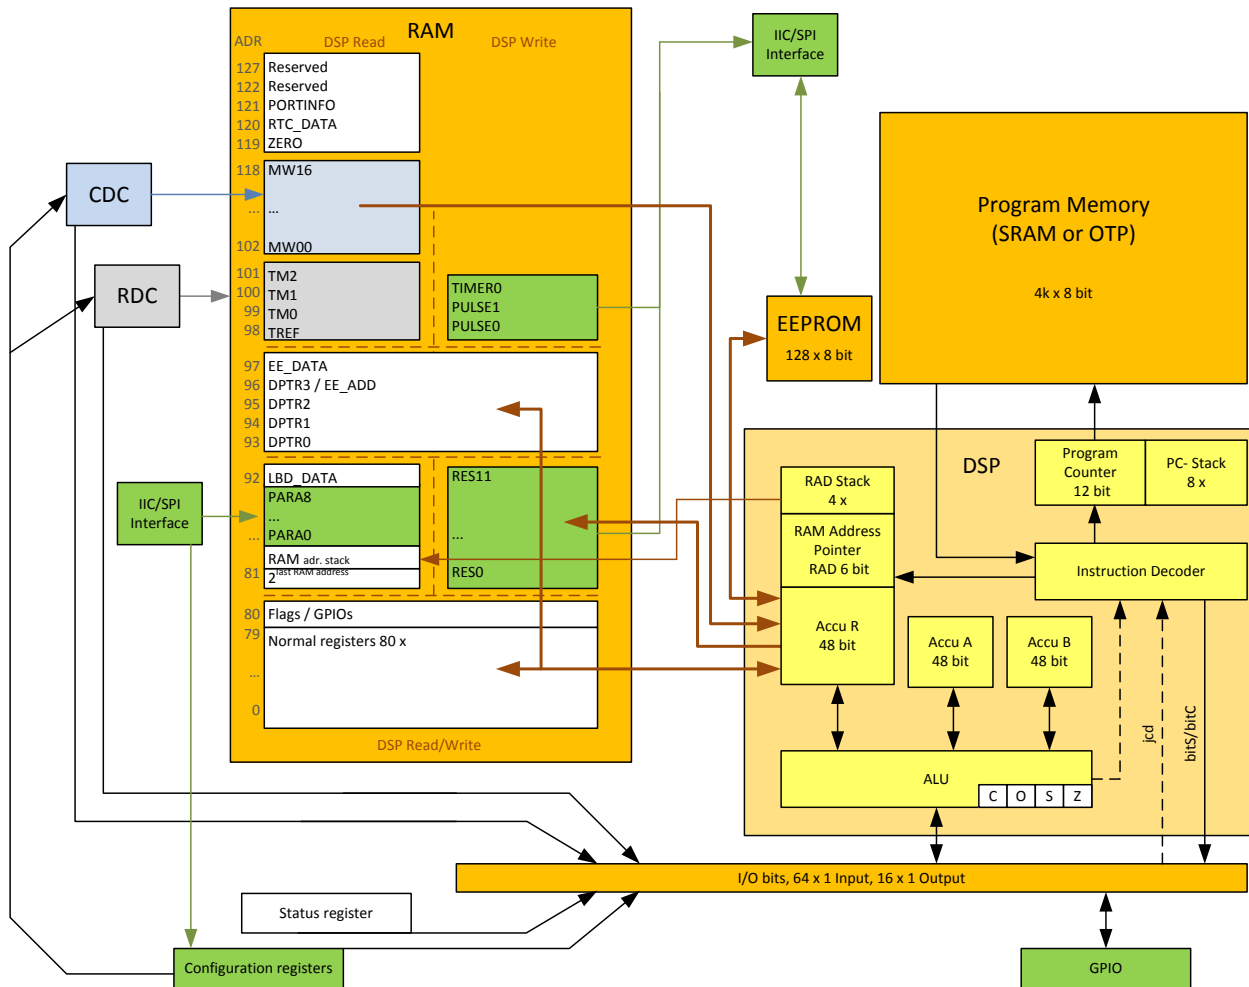 RAM
ADR
DSP Read
DSP Write
127
Reserved
122
Reserved
121
PORTINFO
120
RTC_DATA
119
ZERO
118
MW16
...
...
102
MW00
101
TM2
100
TM1
99
TM0
98
TREF
TIMER0
PULSE1
PULSE0
97
EE_DATA
96
DPTR3 / EE_ADD
95
DPTR2
94
DPTR1
93
DPTR0
92
LBD_DATA
PARA8
...
...
PARA0
RAM adr. stack
81
2last RAM address
RES11
...
RES0
80
Flags / GPIOs
79
Normal registers 80 x
...
0
DSP Read/Write
CDC
RDC
IIC/SPI
Interface
IIC/SPI
Interface
EEPROM
128 x 8 bit
Program Memory
(SRAM or OTP)
4k x 8 bit
DSP
RAD Stack
4 x
RAM Address
Pointer
RAD 6 bit
Accu R
48 bit
Program
Counter
12 bit
PC- Stack
8 x
Instruction Decoder
Accu A
48 bit
Accu B
48 bit
jcd
bitS/bitC
ALU
C O S Z
I/O bits, 64 x 1 Input, 16 x 1 Output
Status register
Configuration registers
GPIO